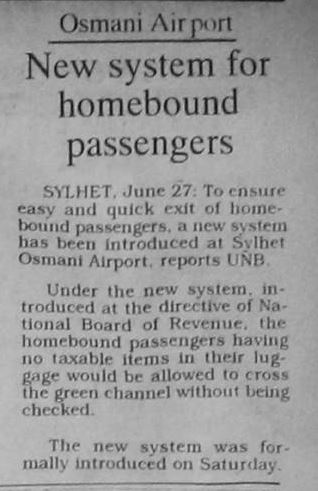 Osmani Airport
New system for
homebound
passengers
SYLHET, June 27: To ensure
easy and quick exit of home-
bound passengers, a new system
has been introduced at Sylhet
Osmani Airport, reports UNB.
Under the new system, in-
troduced at the directive of Na-
tional Board of Revenue, the
homebound passengers having
no taxable items in their lug-
gage would be allowed to cross
the green channel without being
checked.
The new system was for-
mally introduced on Saturday.